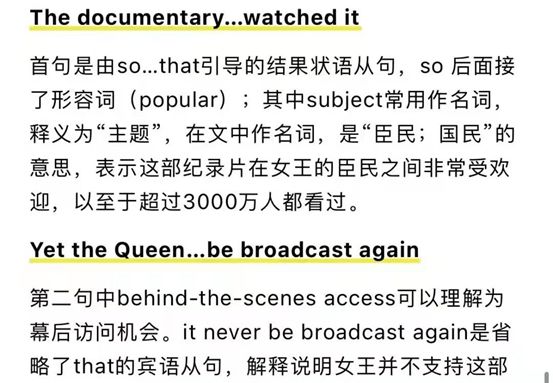 The documentary...watched it
首句是由so...that引导的结果状语从句，so 后面接
了形容词（popular）；其中subject常用作名词，
释义为“主题”，在文中作名词，是“臣民；国民”的
意思，表示这部纪录片在女王的臣民之间非常受欢
迎，以至于超过3000万人都看过。
Yet the Queen...be broadcast again
第二句中behind-the-scenes access可以理解为
幕后访问机会。it never be broadcast again是省
略了that的宾语从句，解释说明女王并不支持这部